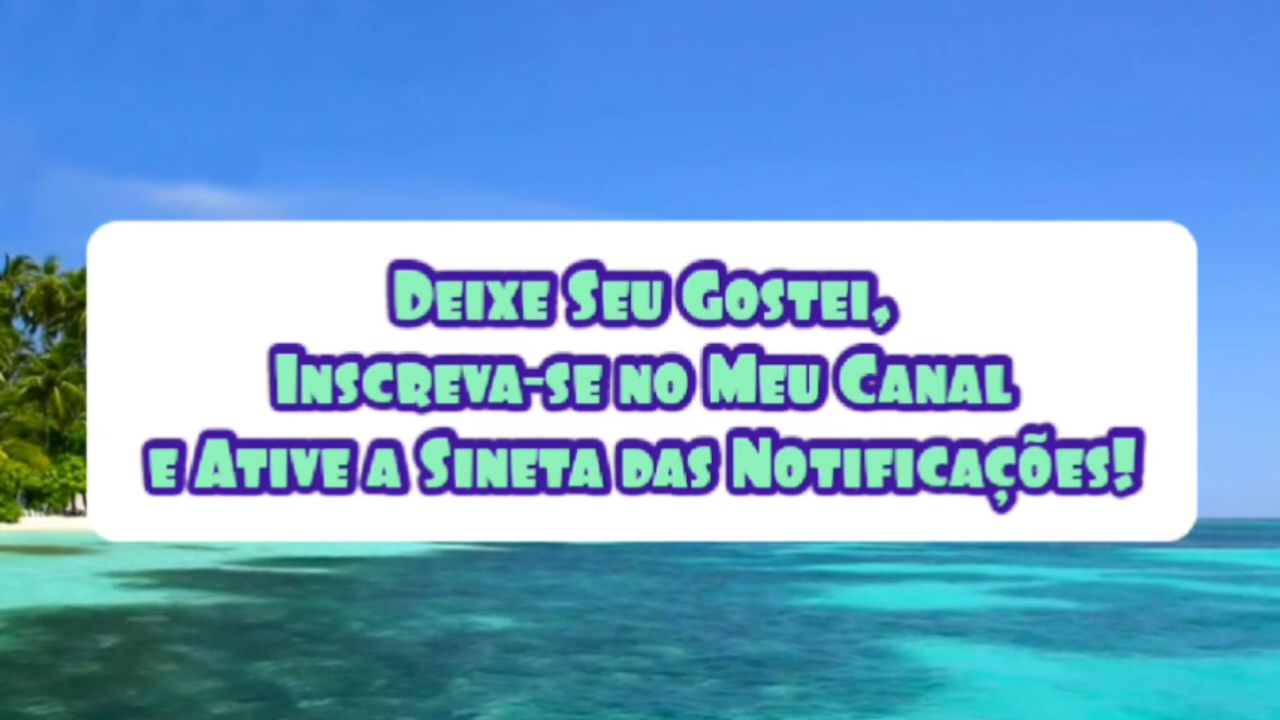 Deixe Seu Gostei,
Inscreva-se no Meu Canal
e Ative a Sineta das Notificações!